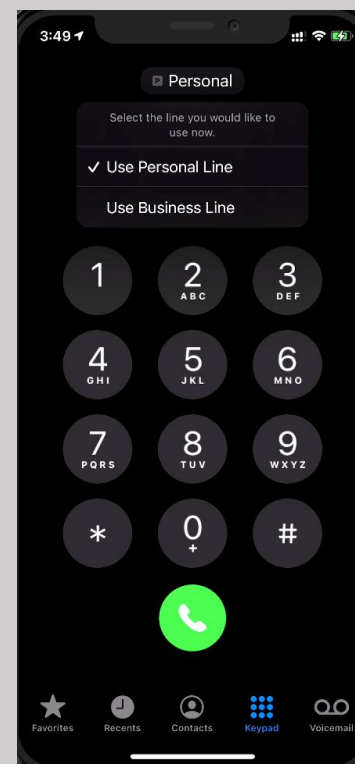 3:49
P Personal
Select the line you would like to
use now.
✓ Use Personal Line
Use Business Line
1
2
ABC
3
DEF
4
GHI
5
JKL
6
MNO
7
PQRS
8
TUV
9
WXYZ
*
0
+
#
Favorites
Recents
Contacts
Keypad
Voicemail